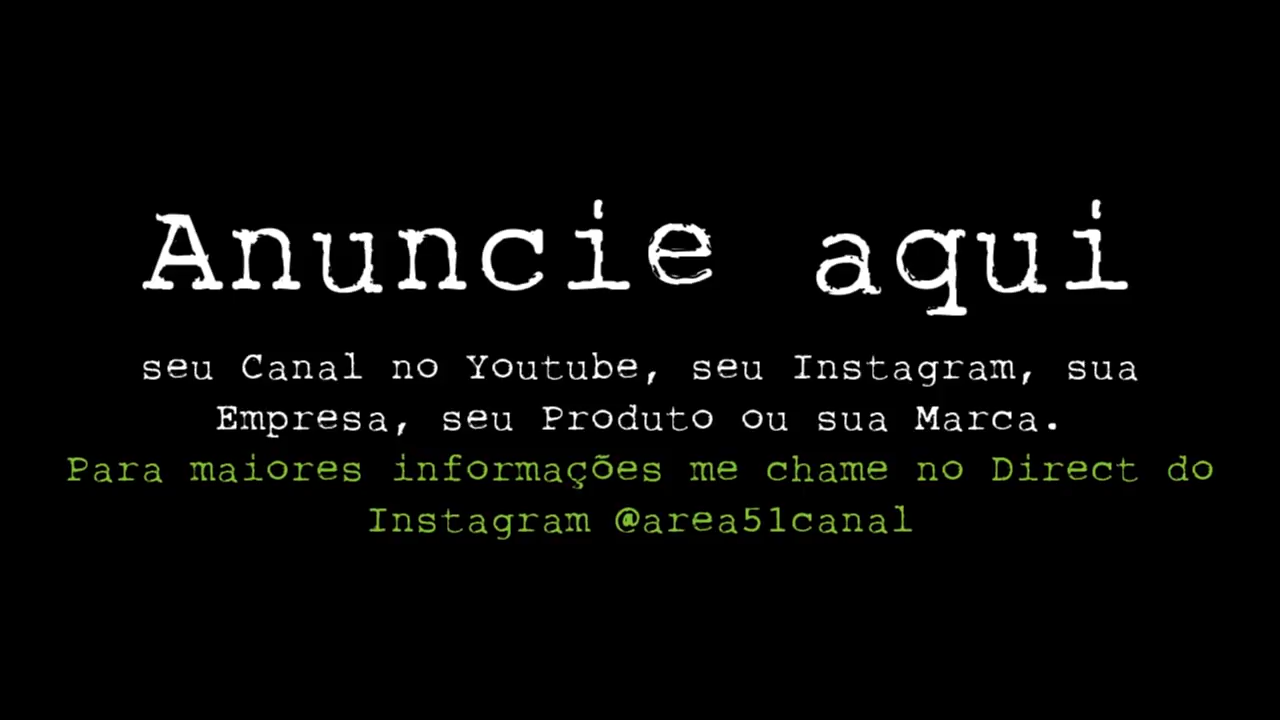 Anuncie aqui
seu Canal no Youtube, seu Instagram, sua
Empresa, seu Produto ou sua Marca.
Para maiores informações me chame no Direct do
Instagram @area51canal